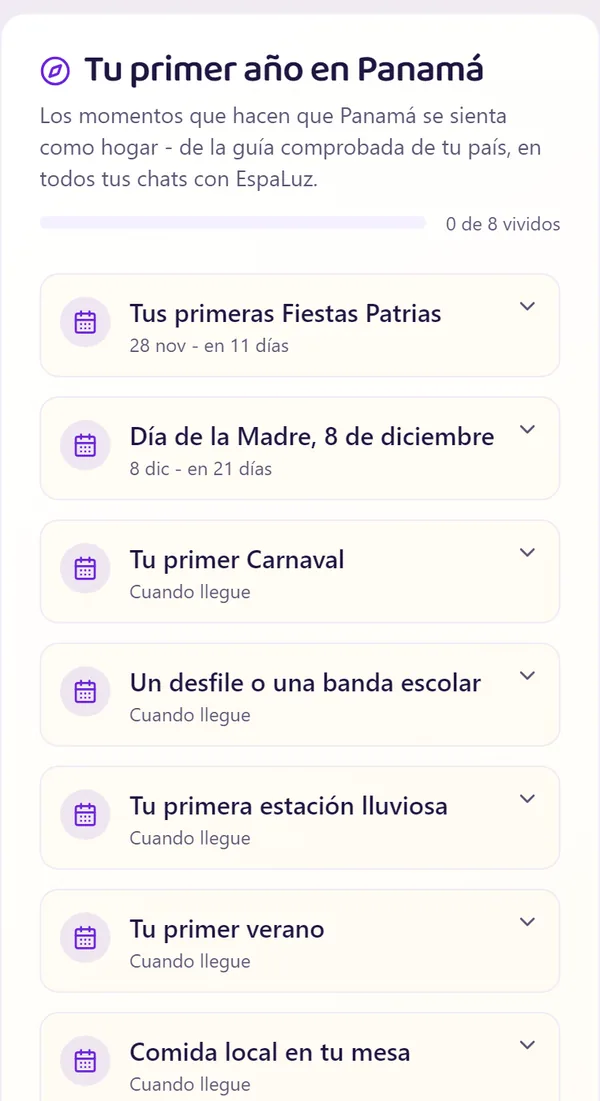 Tu primer año en Panamá
Los momentos que hacen que Panamá se sienta
como hogar - de la guía comprobada de tu país, en
todos tus chats con EspaLuz.
0 de 8 vividos
Tus primeras Fiestas Patrias
28 nov - en 11 días
Día de la Madre, 8 de diciembre
8 dic - en 21 días
Tu primer Carnaval
Cuando llegue
Un desfile o una banda escolar
Cuando llegue
Tu primera estación lluviosa
Cuando llegue
Tu primer verano
Cuando llegue
Comida local en tu mesa
Cuando llegue